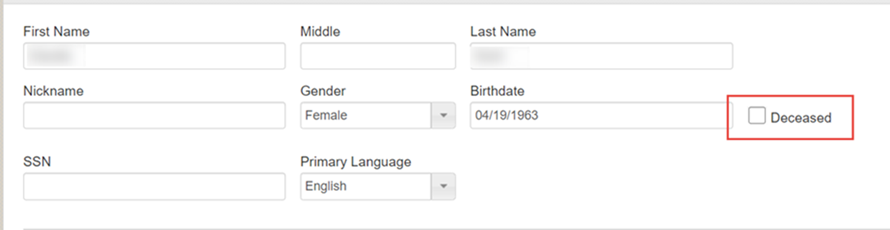 First Name Middle Last Name
Nickname Gender Birthdate
Female 04/19/1963 Deceased
SSN Primary Language
English